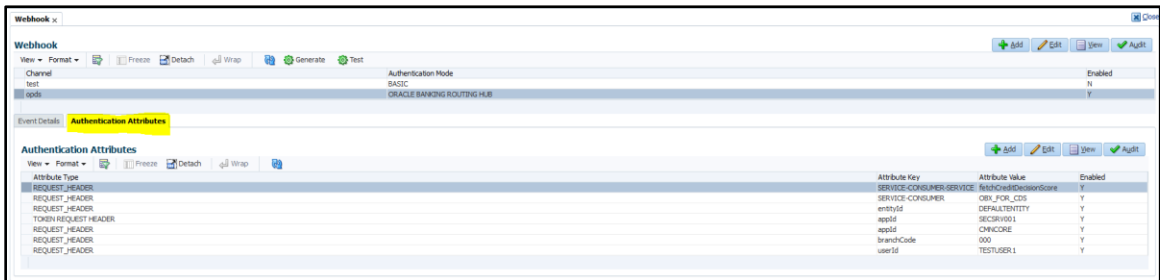 Webhook × Close
Webhook Add Edit View Audit
View Format Freeze Detach Wrap Generate Test
Channel Authentication Mode Enabled
test BASIC N
opds ORACLE BANKING ROUTING HUB Y
Event Details Authentication Attributes
Authentication Attributes Add Edit View Audit
View Format Freeze Detach Wrap
Attribute Type Attribute Key Attribute Value Enabled
REQUEST_HEADER SERVICE-CONSUMER-SERVICE fetchCreditDecisionScore Y
REQUEST_HEADER SERVICE-CONSUMER OBX_FOR_CDS Y
REQUEST_HEADER entityId DEFAULTENTITY Y
TOKEN REQUEST HEADER appId SECSRV001 Y
REQUEST_HEADER appId CMNCORE Y
REQUEST_HEADER branchCode 000 Y
REQUEST_HEADER userId TESTUSER1 Y